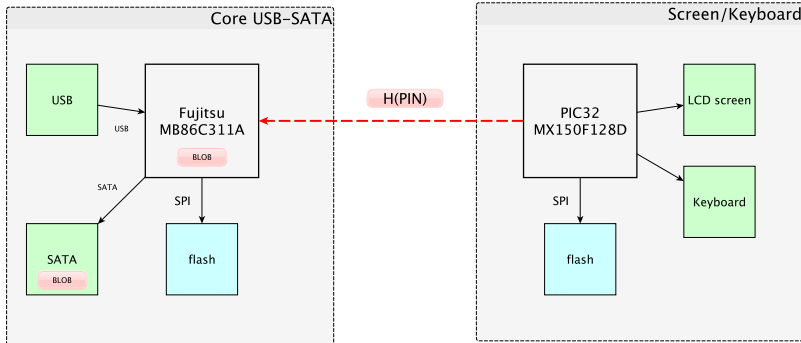 Core USB-SATA
Screen/Keyboard
USB
USB
Fujitsu
MB86C311A
BLOB
H(PIN)
PIC32
MX150F128D
LCD screen
SATA
SPI
SPI
Keyboard
SATA
BLOB
flash
flash